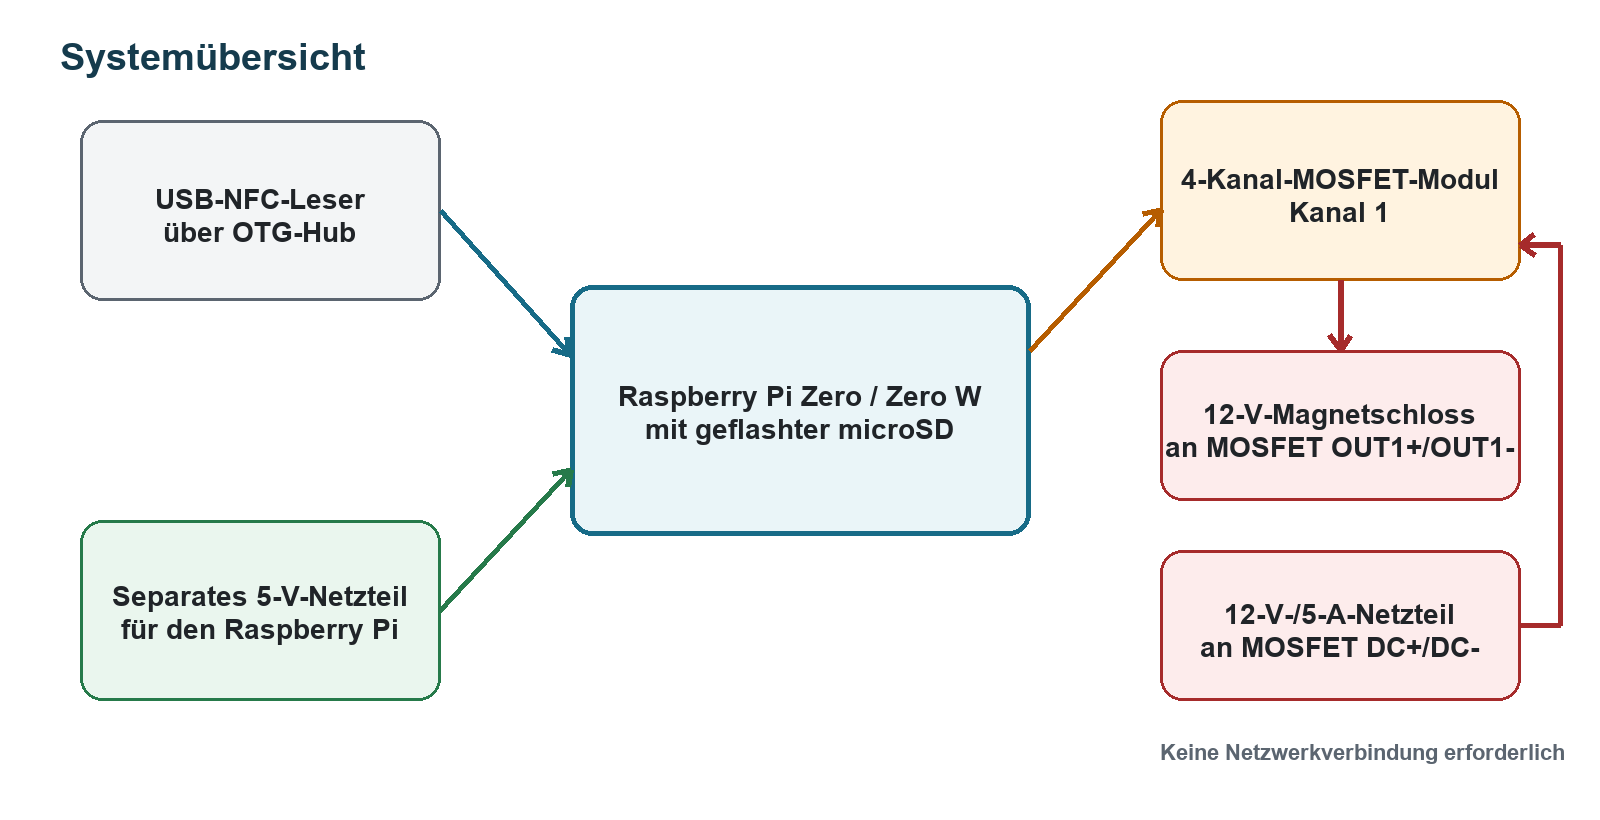 Systemübersicht
USB-NFC-Leser
über OTG-Hub
Separates 5-V-Netzteil
für den Raspberry Pi
Raspberry Pi Zero / Zero W
mit geflashter microSD
4-Kanal-MOSFET-Modul
Kanal 1
12-V-Magnetschloss
an MOSFET OUT1+/OUT1-
12-V-/5-A-Netzteil
an MOSFET DC+/DC-
Keine Netzwerkverbindung erforderlich